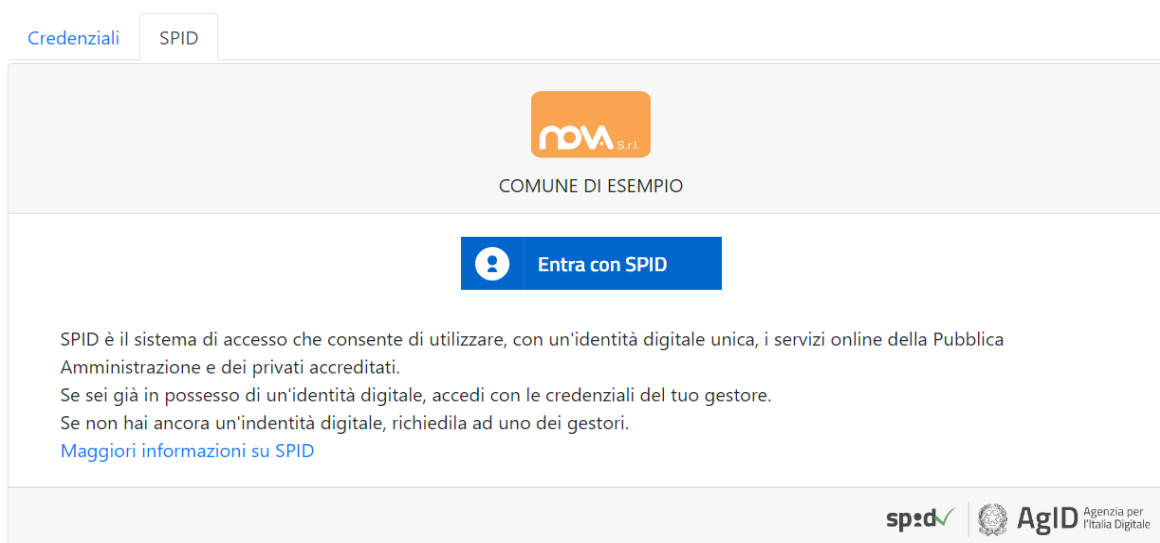 Credenziali SPID
NOVA S.r.l.
COMUNE DI ESEMPIO
Entra con SPID
SPID è il sistema di accesso che consente di utilizzare, con un'identità digitale unica, i servizi online della Pubblica
Amministrazione e dei privati accreditati.
Se sei già in possesso di un'identità digitale, accedi con le credenziali del tuo gestore.
Se non hai ancora un'indentità digitale, richiedila ad uno dei gestori.
Maggiori informazioni su SPID
spid AgID Agenzia per
l'Italia Digitale